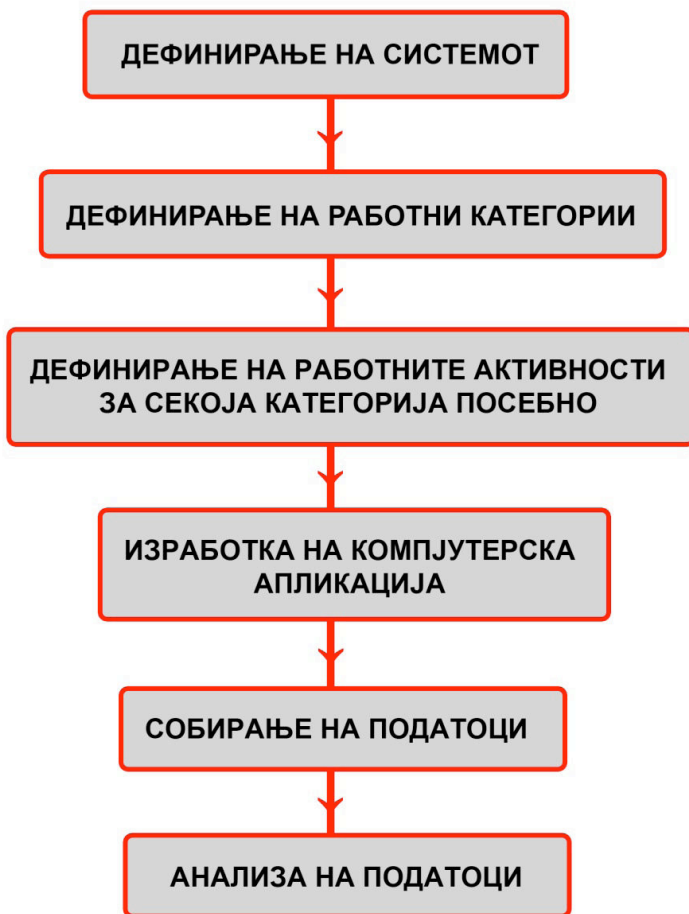 ДЕФИНИРАЊЕ НА СИСТЕМОТ
ДЕФИНИРАЊЕ НА РАБОТНИ КАТЕГОРИИ
ДЕФИНИРАЊЕ НА РАБОТНИТЕ АКТИВНОСТИ
ЗА СЕКОЈА КАТЕГОРИЈА ПОСЕБНО
ИЗРАБОТКА НА КОМПЈУТЕРСКА
АПЛИКАЦИЈА
СОБИРАЊЕ НА ПОДАТОЦИ
АНАЛИЗА НА ПОДАТОЦИ